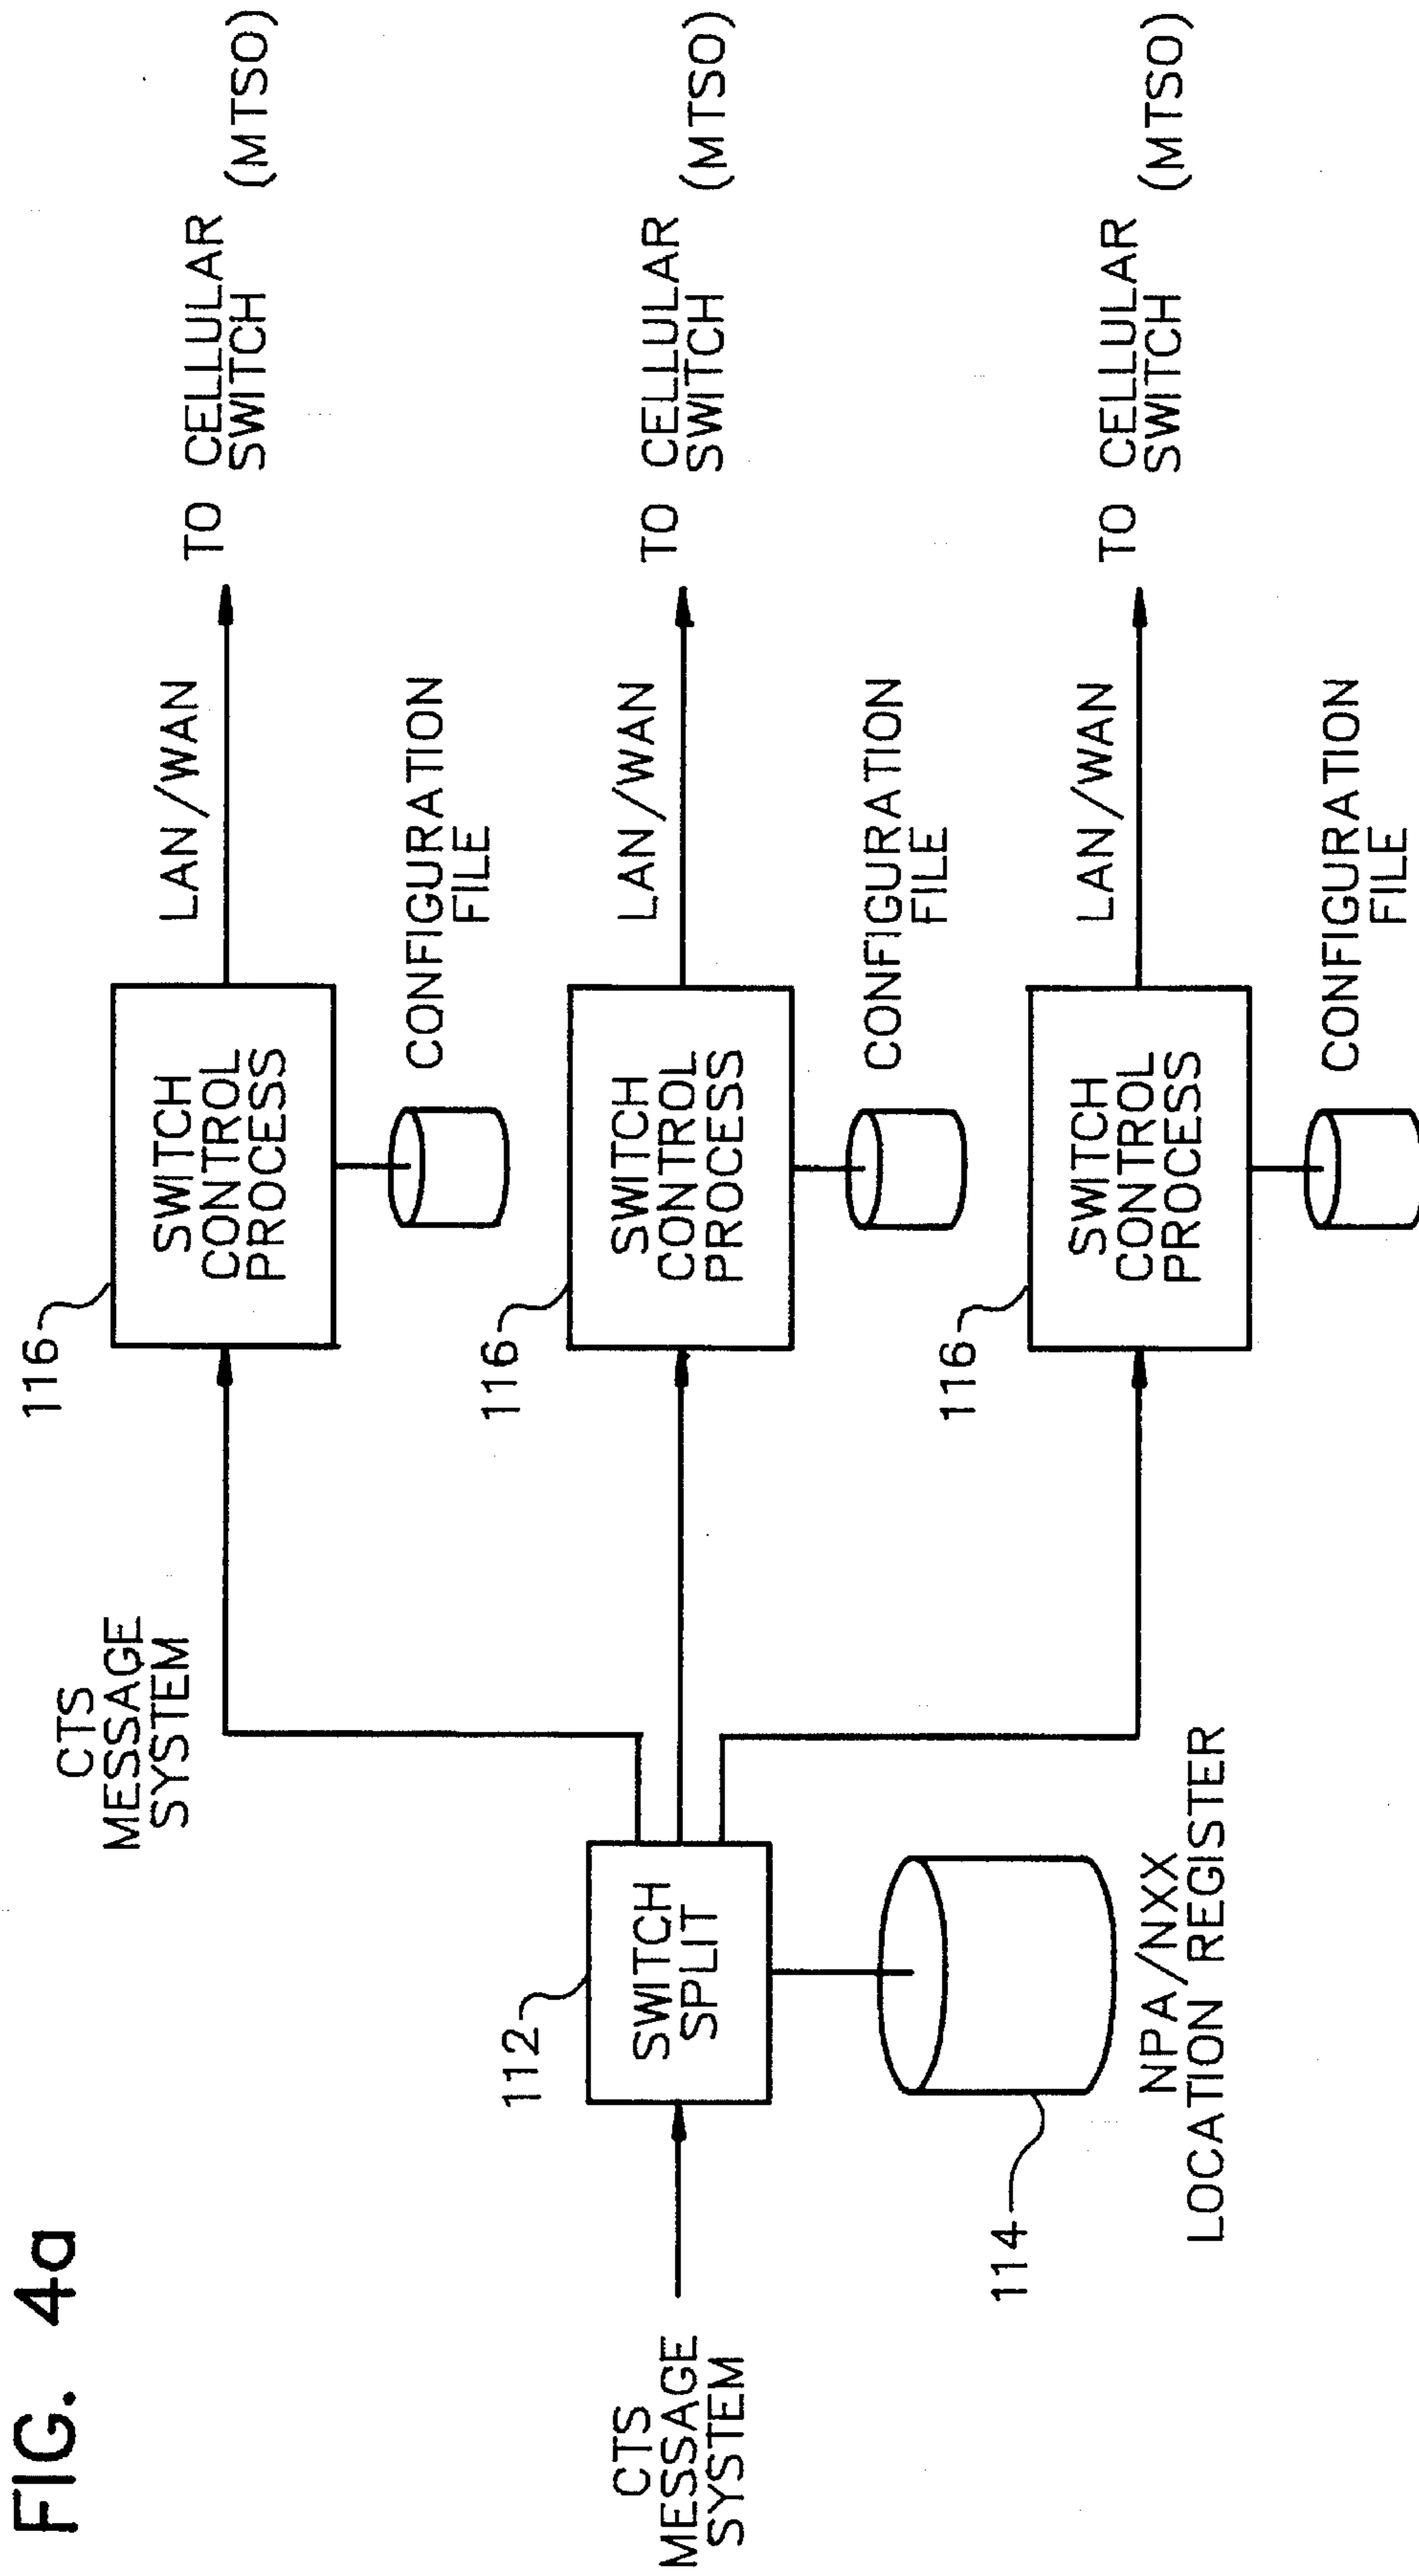 FIG. 4a
CTS
MESSAGE
SYSTEM
112
SWITCH
SPLIT
114
NPA/NXX
LOCATION REGISTER
CTS
MESSAGE
SYSTEM
116
SWITCH
CONTROL
PROCESS
CONFIGURATION
FILE
LAN/WAN
TO CELLULAR
SWITCH (MTSO)
116
SWITCH
CONTROL
PROCESS
CONFIGURATION
FILE
LAN/WAN
TO CELLULAR
SWITCH (MTSO)
116
SWITCH
CONTROL
PROCESS
CONFIGURATION
FILE
LAN/WAN
TO CELLULAR
SWITCH (MTSO)